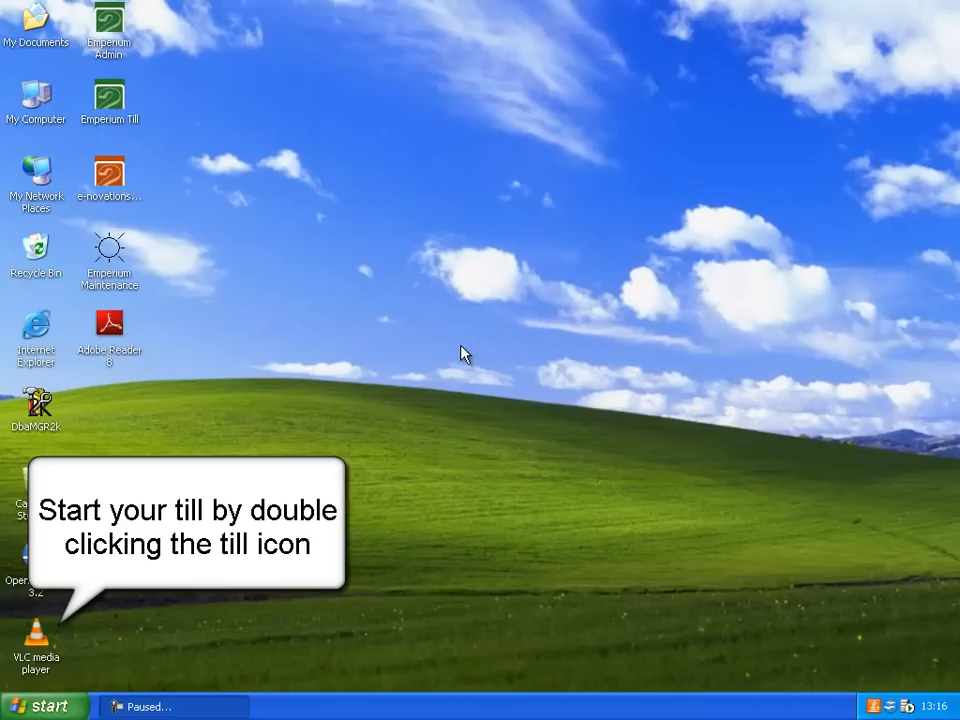 My Documents
Emperium
Admin
My Computer
Emperium Till
My Network
Places
e-novations...
Recycle Bin
Emperium
Maintenance
Internet
Explorer
Adobe Reader
8
DbaMGR2k
Start your till by double
clicking the till icon
3.2
VLC media
player
start
Paused...
13:16